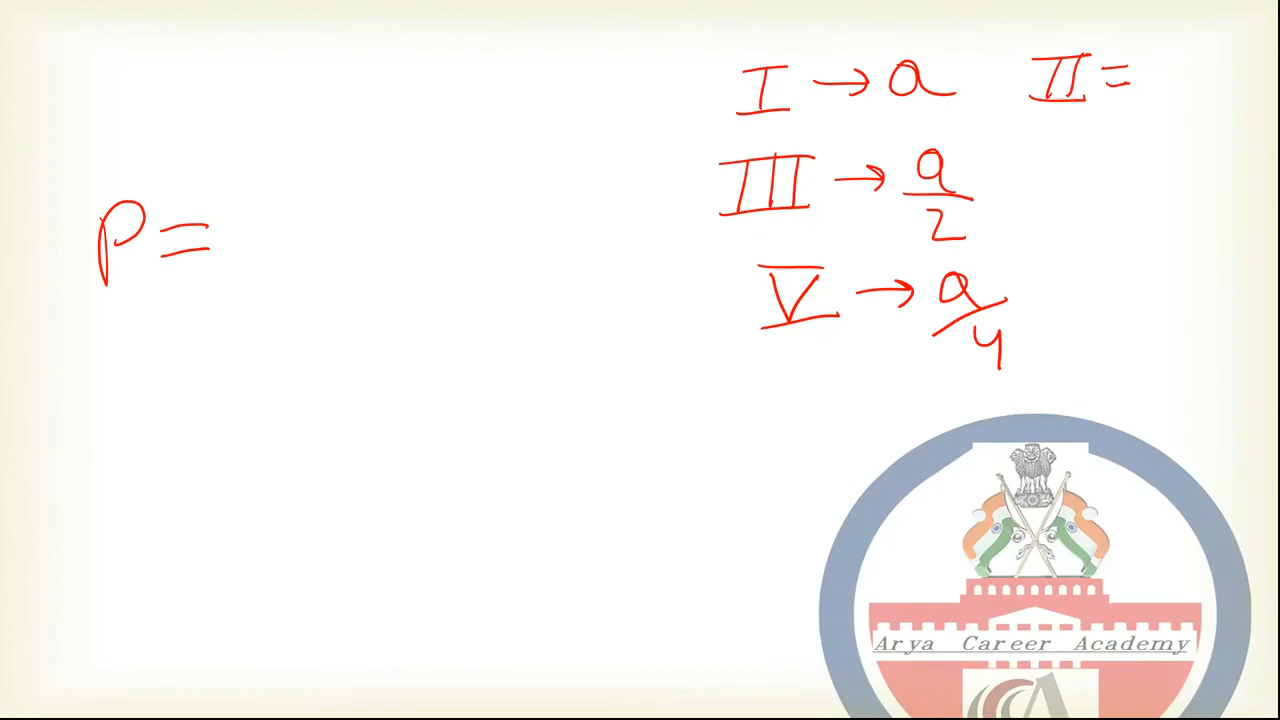 I → a II =
III → a/2
P =
V → a/4
Arya Career Academy